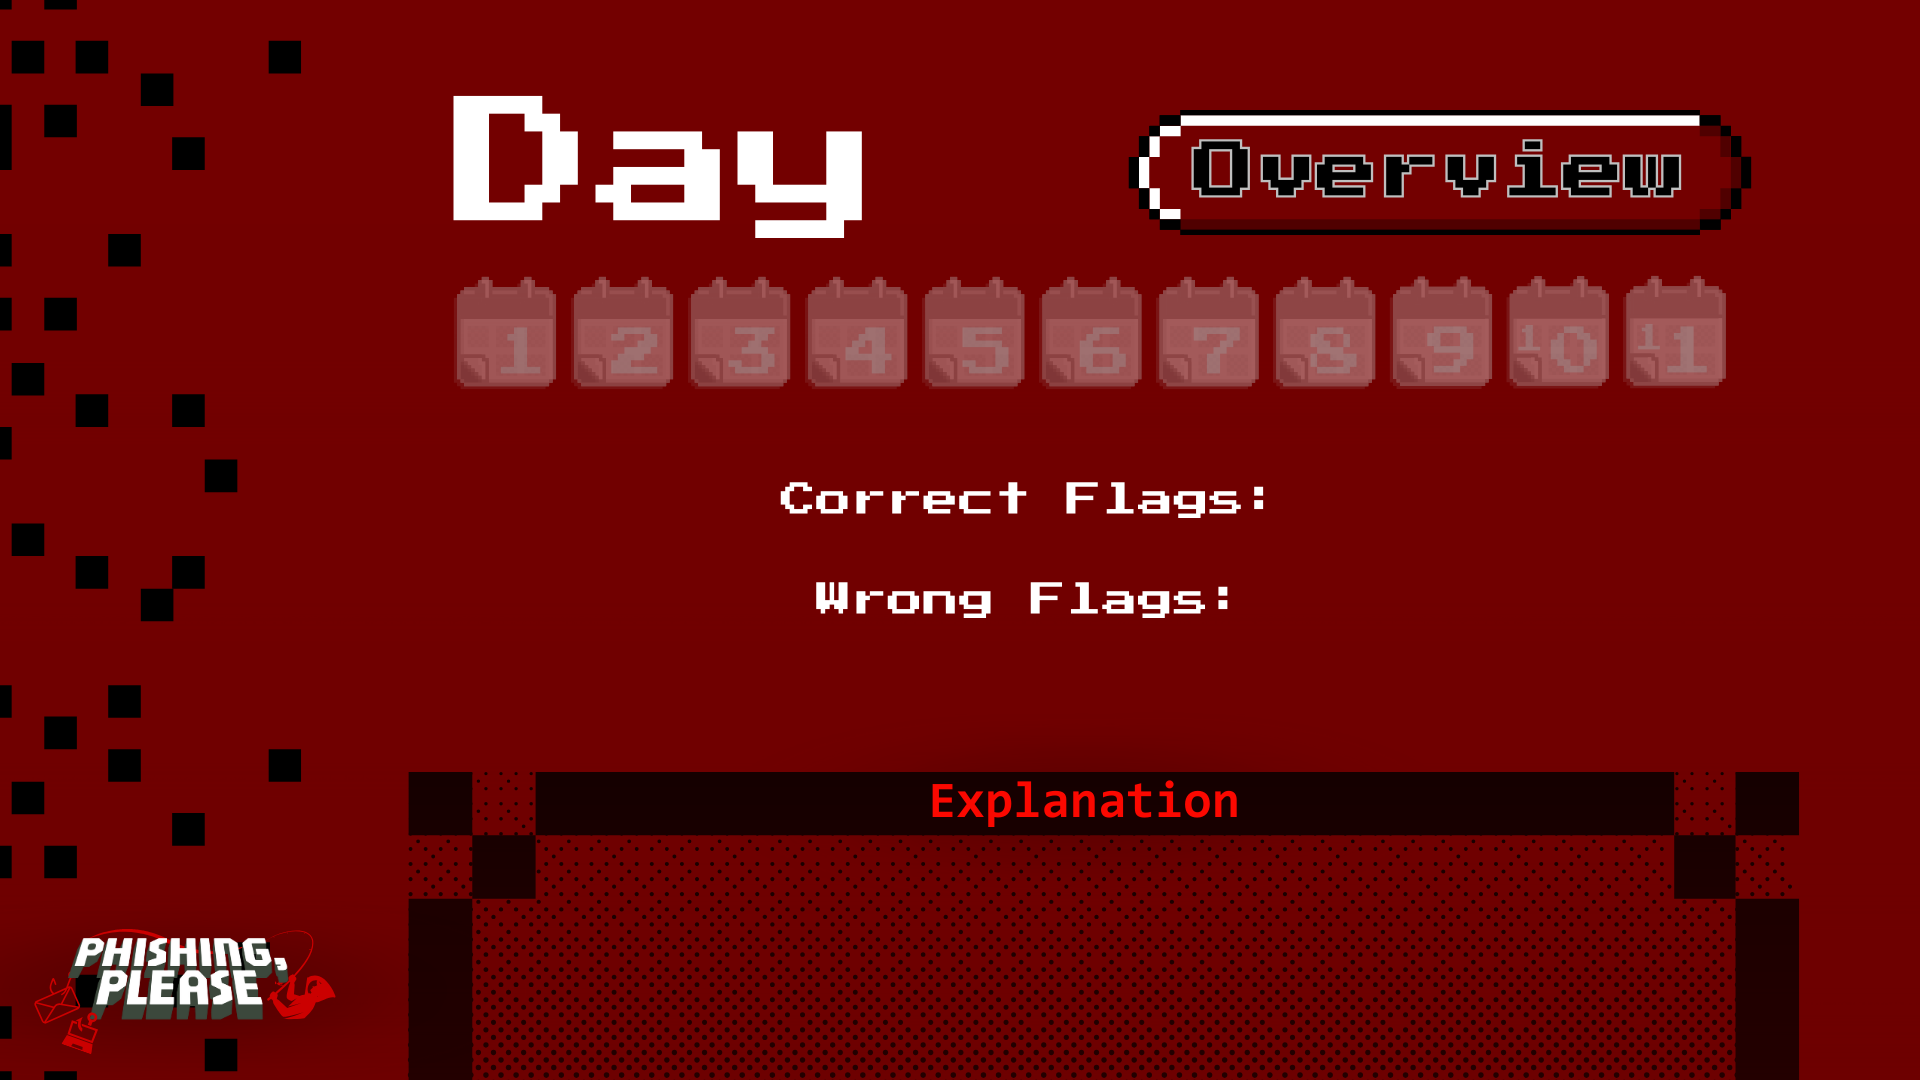 Day
Overview
1 2 3 4 5 6 7 8 9 10 11
Correct Flags:
Wrong Flags:
Explanation
PHISHING,
PLEASE